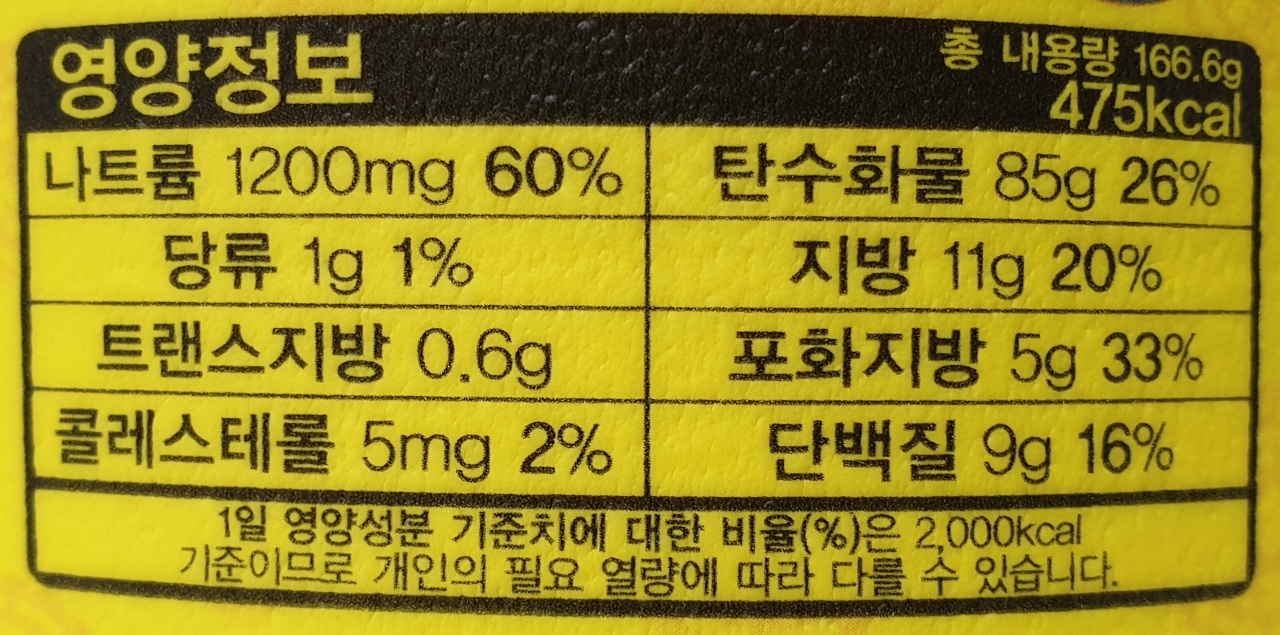 영양정보
총 내용량 166.6g
475kcal
나트륨 1200mg 60%
탄수화물 85g 26%
당류 1g 1%
지방 11g 20%
트랜스지방 0.6g
포화지방 5g 33%
콜레스테롤 5mg 2%
단백질 9g 16%
1일 영양성분 기준치에 대한 비율(%)은 2,000kcal
기준이므로 개인의 필요 열량에 따라 다를 수 있습니다.